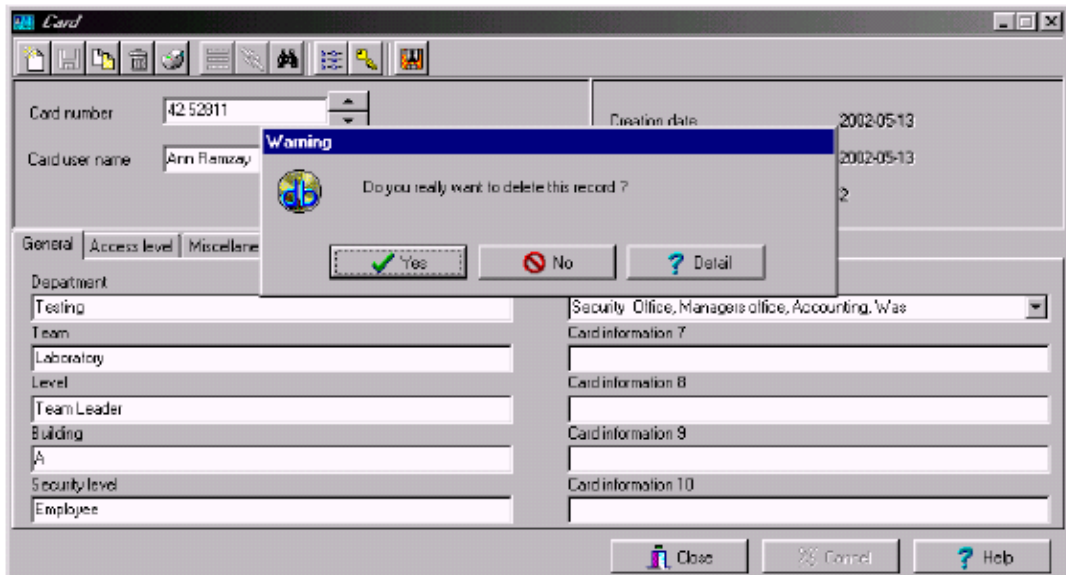 Card
Card number
42:52811
Creation date
2002-05-13
Card user name
Ann Ramzay
2002-05-13
2
Warning
Do you really want to delete this record ?
Yes
No
Detail
General
Access level
Department
Testing
Security Office, Managers office, Accounting, Was
Team
Laboratory
Card information 7
Level
Team Leader
Card information 8
Building
A
Card information 9
Security level
Employee
Card information 10
Close
Cancel
Help